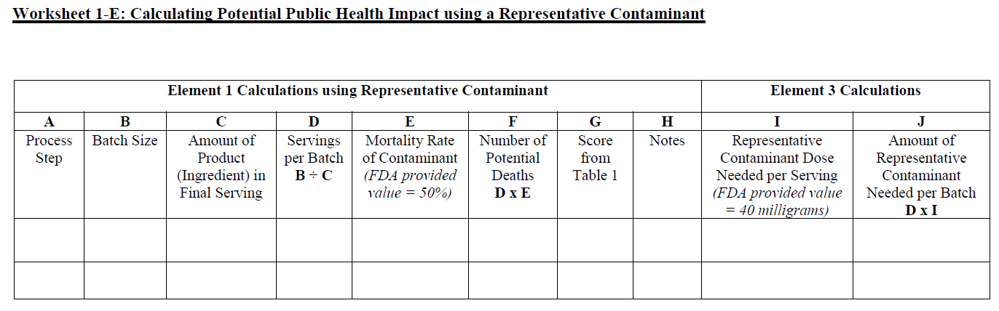 Worksheet 1-E: Calculating Potential Public Health Impact using a Representative Contaminant
Element 1 Calculations using Representative Contaminant
Element 3 Calculations
A
B
C
D
E
F
G
H
I
J
Process
Step
Batch Size
Amount of
Product
(Ingredient) in
Final Serving
Servings
per Batch
B ÷ C
Mortality Rate
of Contaminant
(FDA provided
value = 50%)
Number of
Potential
Deaths
D x E
Score
from
Table 1
Notes
Representative
Contaminant Dose
Needed per Serving
(FDA provided value
= 40 milligrams)
Amount of
Representative
Contaminant
Needed per Batch
D x I